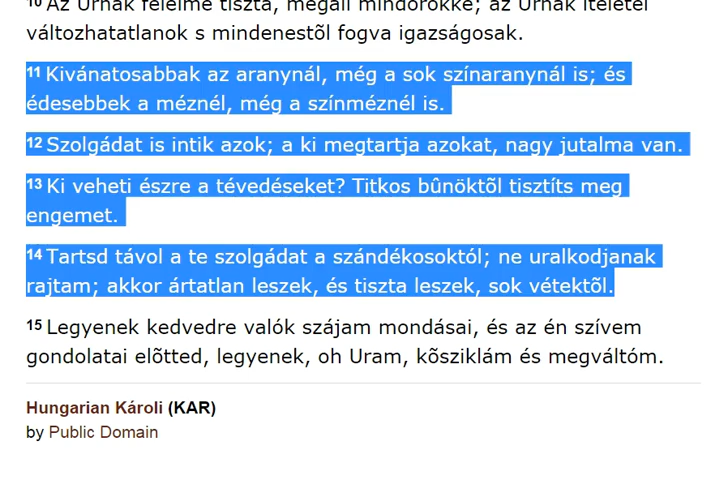 10 Az Úrnak félelme tiszta, megáll mindörökké; az Úrnak ítéletei
változhatatlanok s mindenestõl fogva igazságosak.
11 Kivánatosabbak az aranynál, még a sok színaranynál is; és
édesebbek a méznél, még a színméznél is.
12 Szolgádat is intik azok; a ki megtartja azokat, nagy jutalma van.
13 Ki veheti észre a tévedéseket? Titkos bûnöktõl tisztíts meg
engemet.
14 Tartsd távol a te szolgádat a szándékosoktól; ne uralkodjanak
rajtam; akkor ártatlan leszek, és tiszta leszek, sok vétektõl.
15 Legyenek kedvedre valók szájam mondásai, és az én szívem
gondolatai elõtted, legyenek, oh Uram, kõsziklám és megváltóm.
Hungarian Károli (KAR)
by Public Domain